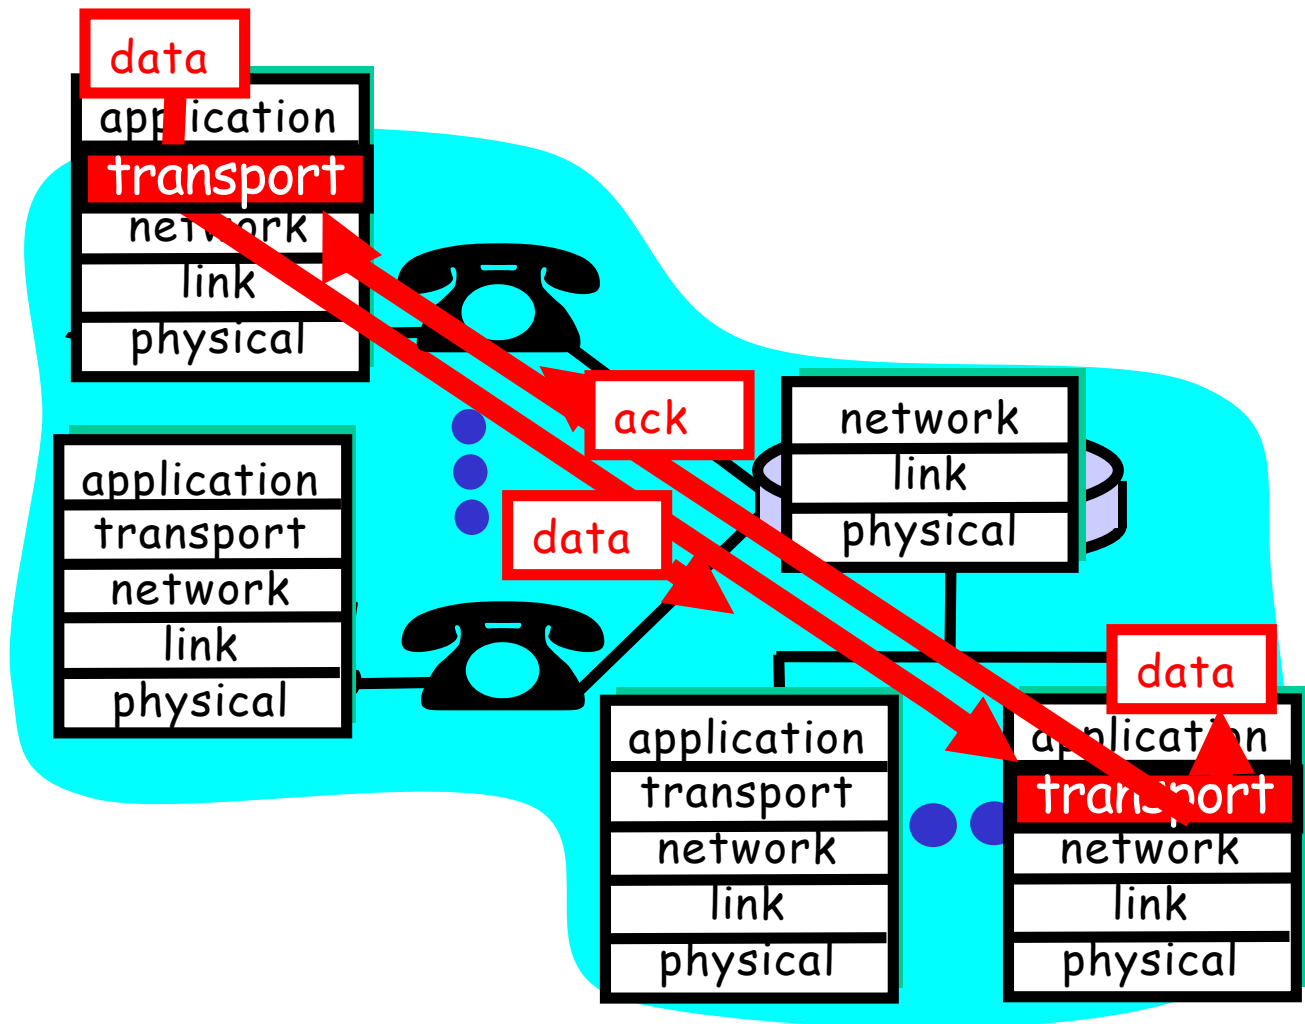 data
application
transport
network
link
physical
ack
network
link
physical
application
transport
network
link
physical
data
data
application
transport
network
link
physical
application
transport
network
link
physical